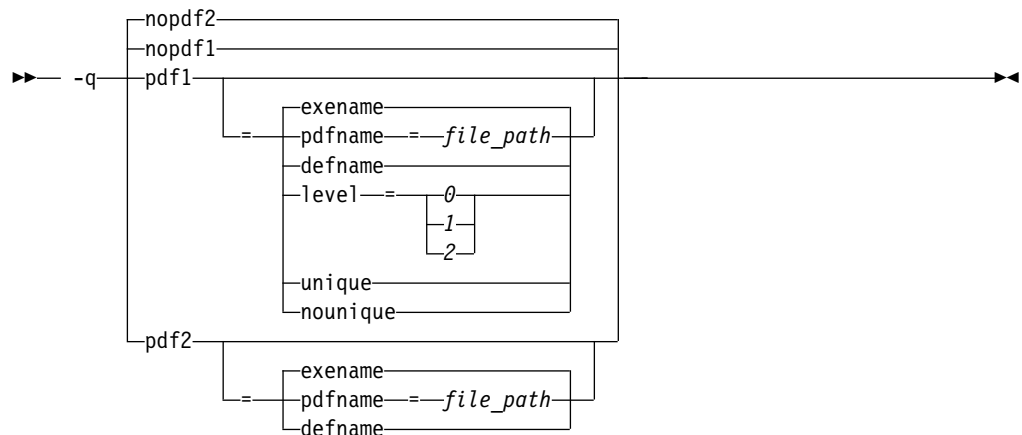 nopdf2
nopdf1
-q pdf1
exename
= pdfname = file_path
defname
level = 0
1
2
unique
nounique
pdf2
exename
= pdfname = file_path
defname